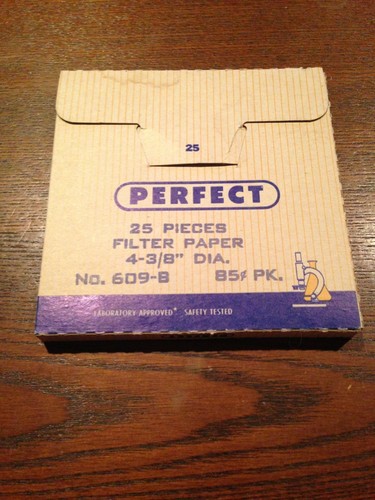 25
PERFECT
25 PIECES
FILTER PAPER
4-3/8" DIA.
No. 609-B 85¢ PK.
LABORATORY APPROVED* SAFETY TESTED